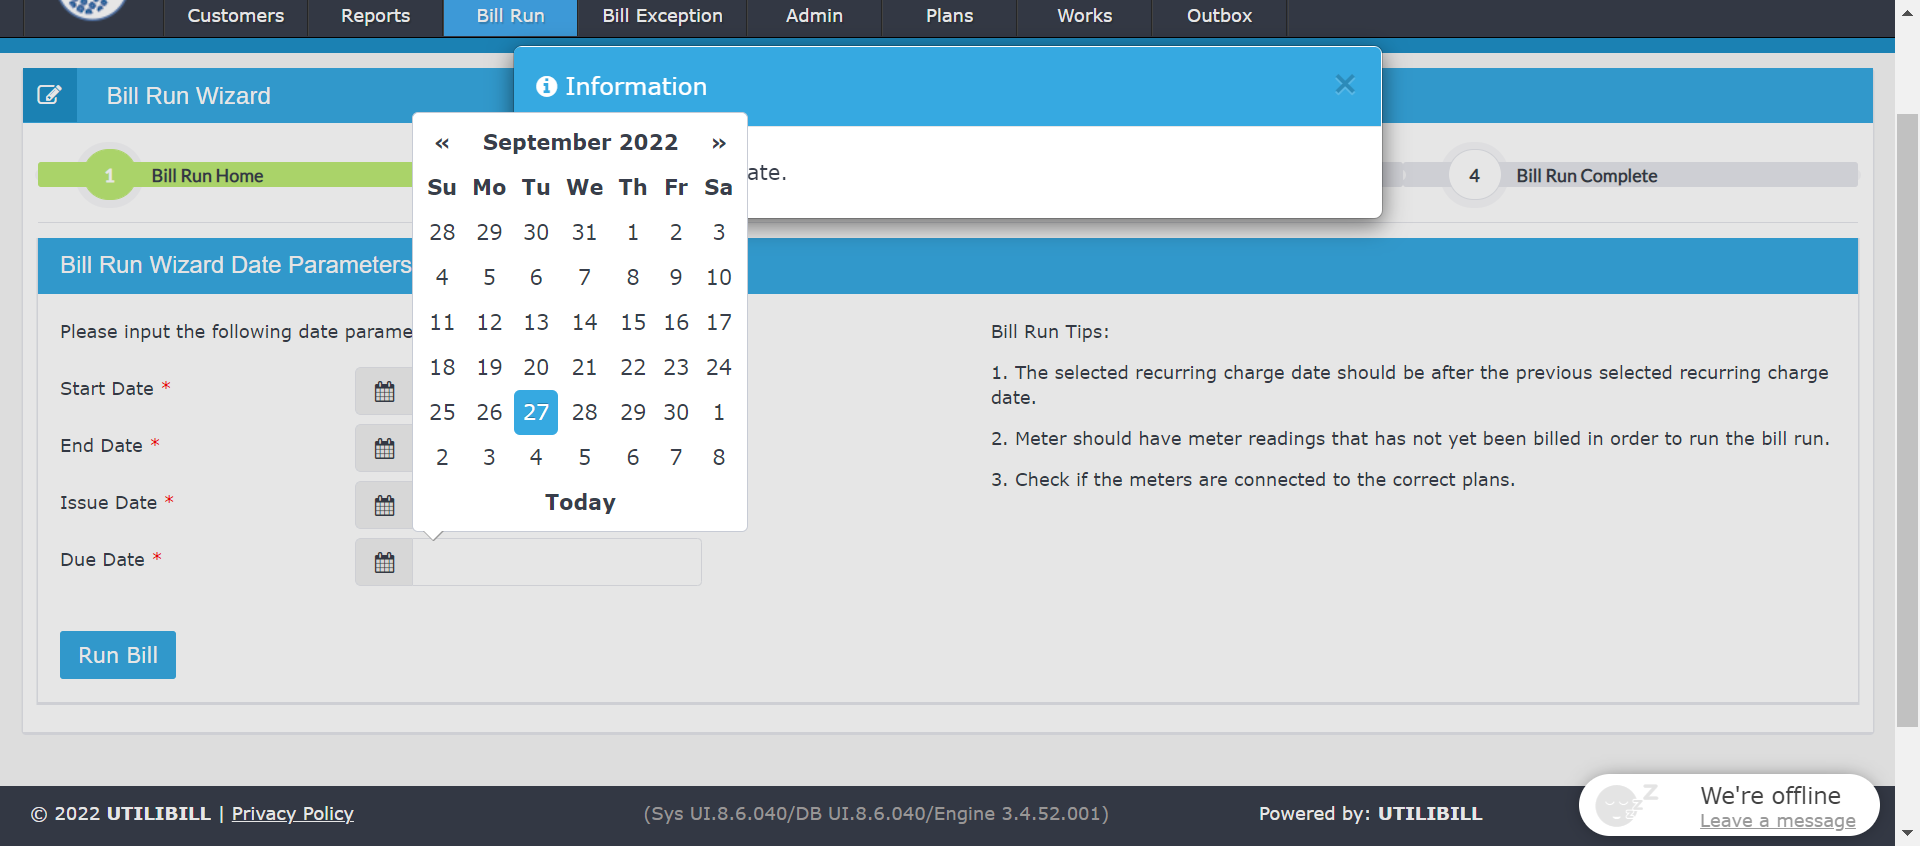 Customers Reports Bill Run Bill Exception Admin Plans Works Outbox
Information ×
Bill Run Wizard
ate.
1 Bill Run Home
4 Bill Run Complete
Bill Run Wizard Date Parameters
« September 2022 »
Su Mo Tu We Th Fr Sa
28 29 30 31 1 2 3
4 5 6 7 8 9 10
11 12 13 14 15 16 17
18 19 20 21 22 23 24
25 26 27 28 29 30 1
2 3 4 5 6 7 8
Today
Please input the following date parame
Start Date *
End Date *
Issue Date *
Due Date *
Run Bill
Bill Run Tips:
1. The selected recurring charge date should be after the previous selected recurring charge
date.
2. Meter should have meter readings that has not yet been billed in order to run the bill run.
3. Check if the meters are connected to the correct plans.
© 2022 UTILIBILL | Privacy Policy
(Sys UI.8.6.040/DB UI.8.6.040/Engine 3.4.52.001)
Powered by: UTILIBILL
We're offline
Leave a message